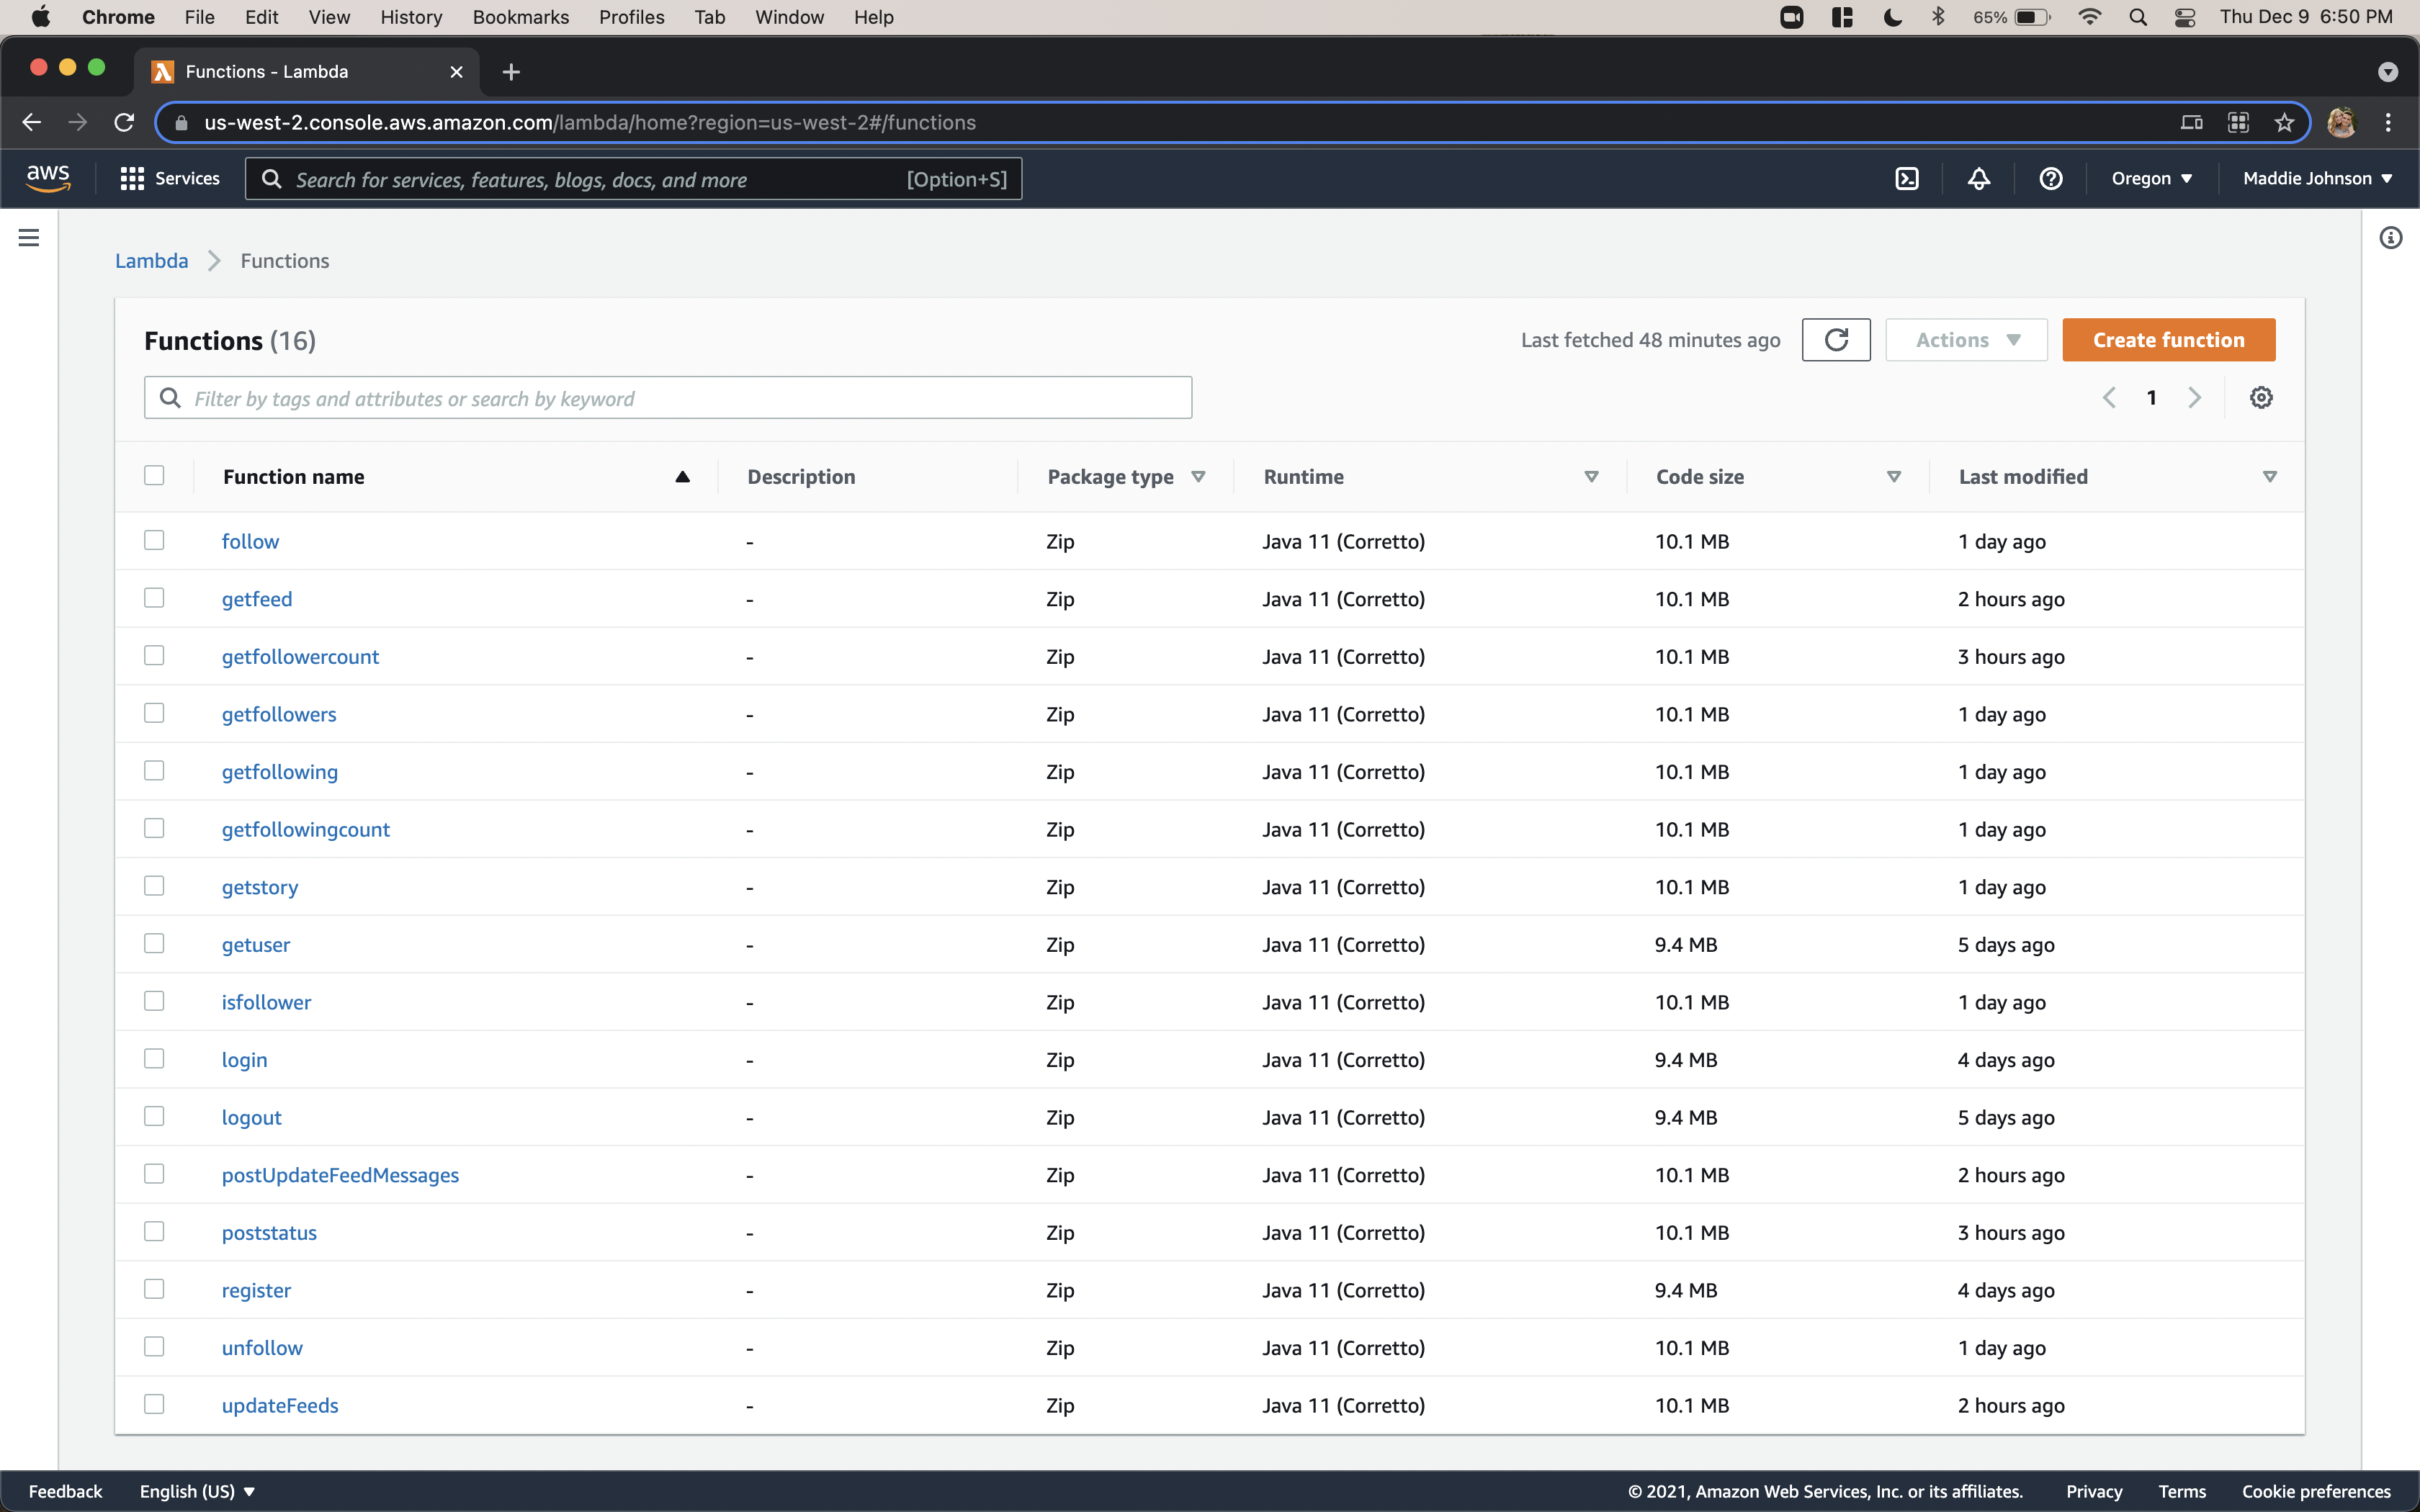 Chrome File Edit View History Bookmarks Profiles Tab Window Help 65% Thu Dec 9 6:50 PM
Functions - Lambda
us-west-2.console.aws.amazon.com/lambda/home?region=us-west-2#/functions
aws Services Search for services, features, blogs, docs, and more [Option+S] Oregon Maddie Johnson
Lambda Functions
Functions (16) Last fetched 48 minutes ago Actions Create function
Filter by tags and attributes or search by keyword 1
Function name Description Package type Runtime Code size Last modified
follow - Zip Java 11 (Corretto) 10.1 MB 1 day ago
getfeed - Zip Java 11 (Corretto) 10.1 MB 2 hours ago
getfollowercount - Zip Java 11 (Corretto) 10.1 MB 3 hours ago
getfollowers - Zip Java 11 (Corretto) 10.1 MB 1 day ago
getfollowing - Zip Java 11 (Corretto) 10.1 MB 1 day ago
getfollowingcount - Zip Java 11 (Corretto) 10.1 MB 1 day ago
getstory - Zip Java 11 (Corretto) 10.1 MB 1 day ago
getuser - Zip Java 11 (Corretto) 9.4 MB 5 days ago
isfollower - Zip Java 11 (Corretto) 10.1 MB 1 day ago
login - Zip Java 11 (Corretto) 9.4 MB 4 days ago
logout - Zip Java 11 (Corretto) 9.4 MB 5 days ago
postUpdateFeedMessages - Zip Java 11 (Corretto) 10.1 MB 2 hours ago
poststatus - Zip Java 11 (Corretto) 10.1 MB 3 hours ago
register - Zip Java 11 (Corretto) 9.4 MB 4 days ago
unfollow - Zip Java 11 (Corretto) 10.1 MB 1 day ago
updateFeeds - Zip Java 11 (Corretto) 10.1 MB 2 hours ago
Feedback English (US) © 2021, Amazon Web Services, Inc. or its affiliates. Privacy Terms Cookie preferences